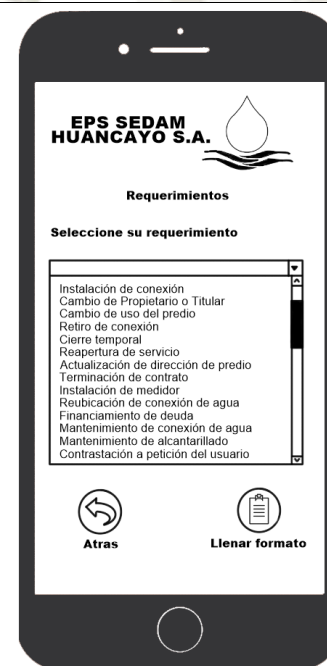 EPS SEDAM
HUANCAYO S.A.
Requerimientos
Seleccione su requerimiento
Instalación de conexión
Cambio de Propietario o Titular
Cambio de uso del predio
Retiro de conexión
Cierre temporal
Reapertura de servicio
Actualización de dirección de predio
Terminación de contrato
Instalación de medidor
Reubicación de conexión de agua
Financiamiento de deuda
Mantenimiento de conexión de agua
Mantenimiento de alcantarillado
Contrastación a petición del usuario
Atras
Llenar formato